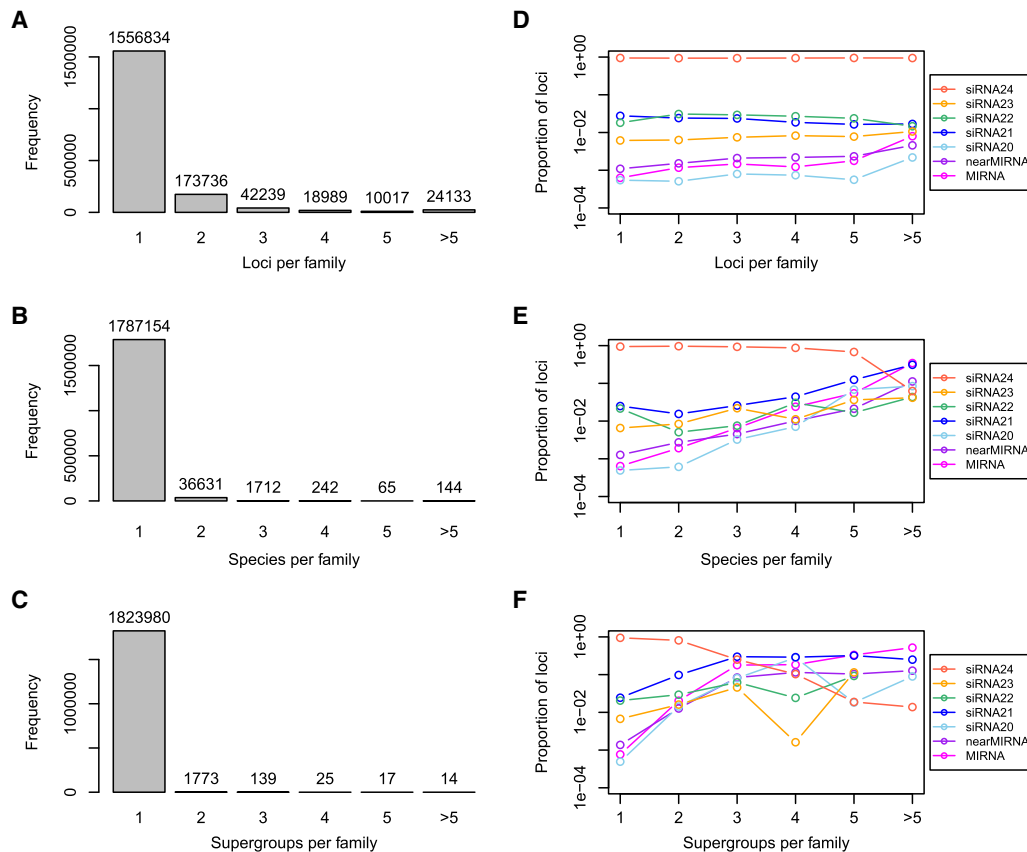 A
Frequency
1500000
500000
0
1556834
173736
42239
18989
10017
24133
1 2 3 4 5 >5
Loci per family
D
Proportion of loci
1e+00
1e-02
1e-04
1 2 3 4 5 >5
Loci per family
siRNA24
siRNA23
siRNA22
siRNA21
siRNA20
nearMIRNA
MIRNA
B
Frequency
1500000
500000
0
1787154
36631
1712
242
65
144
1 2 3 4 5 >5
Species per family
E
Proportion of loci
1e+00
1e-02
1e-04
1 2 3 4 5 >5
Species per family
siRNA24
siRNA23
siRNA22
siRNA21
siRNA20
nearMIRNA
MIRNA
C
Frequency
1000000
0
1823980
1773
139
25
17
14
1 2 3 4 5 >5
Supergroups per family
F
Proportion of loci
1e+00
1e-02
1e-04
1 2 3 4 5 >5
Supergroups per family
siRNA24
siRNA23
siRNA22
siRNA21
siRNA20
nearMIRNA
MIRNA